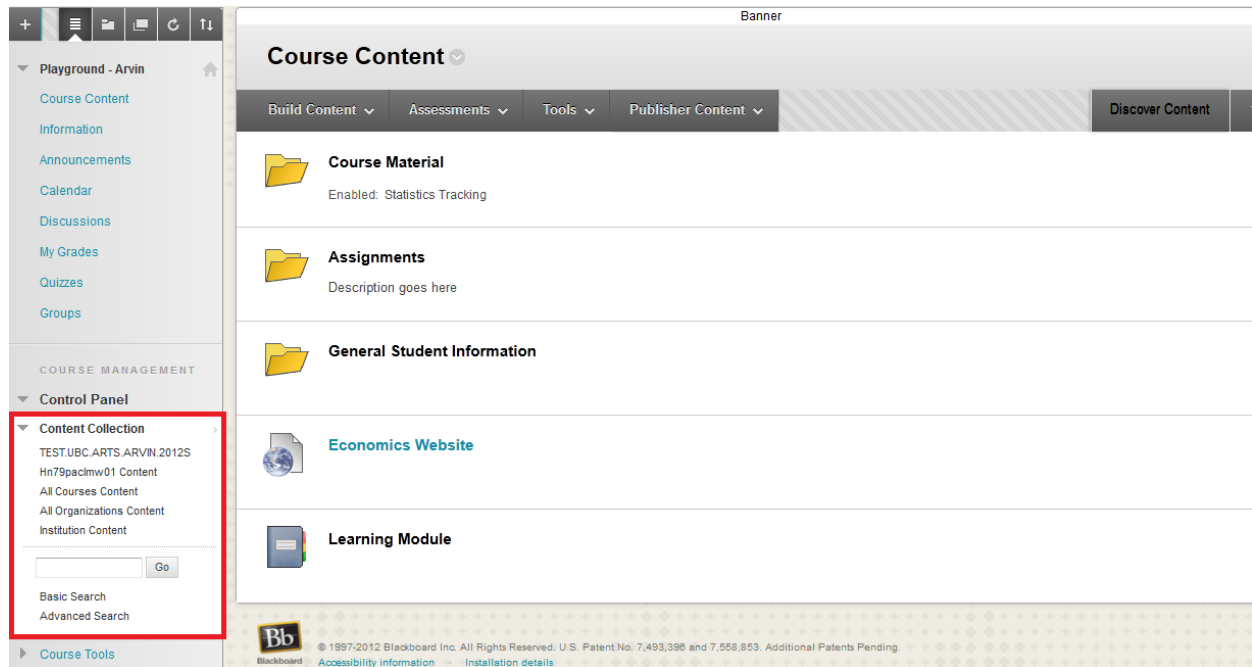 Banner
Playground - Arvin
Course Content
Information
Announcements
Calendar
Discussions
My Grades
Quizzes
Groups
COURSE MANAGEMENT
Control Panel
Content Collection
TEST.UBC.ARTS.ARVIN.2012S
Hn79paclmw01 Content
All Courses Content
All Organizations Content
Institution Content
Go
Basic Search
Advanced Search
Course Tools
Course Content
Build Content Assessments Tools Publisher Content Discover Content
Course Material
Enabled: Statistics Tracking
Assignments
Description goes here
General Student Information
Economics Website
Learning Module
Bb
Blackboard
© 1997-2012 Blackboard Inc. All Rights Reserved. U.S. Patent No. 7,493,396 and 7,558,853. Additional Patents Pending.
Accessibility information · Installation details